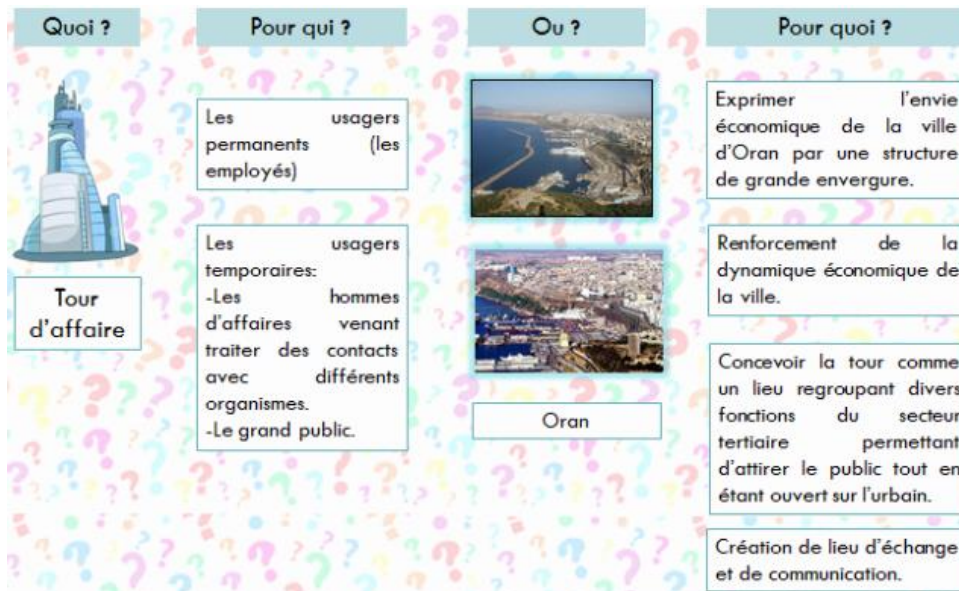 Quoi ?
Tour
d'affaire
Pour qui ?
Les usagers
permanents (les
employés)
Les usagers
temporaires:
-Les hommes
d'affaires venant
traiter des contacts
avec différents
organismes.
-Le grand public.
Ou ?
Oran
Pour quoi ?
Exprimer l'envie
économique de la ville
d'Oran par une structure
de grande envergure.
Renforcement de la
dynamique économique de
la ville.
Concevoir la tour comme
un lieu regroupant divers
fonctions du secteur
tertiaire permettant
d'attirer le public tout en
étant ouvert sur l'urbain.
Création de lieu d'échange
et de communication.